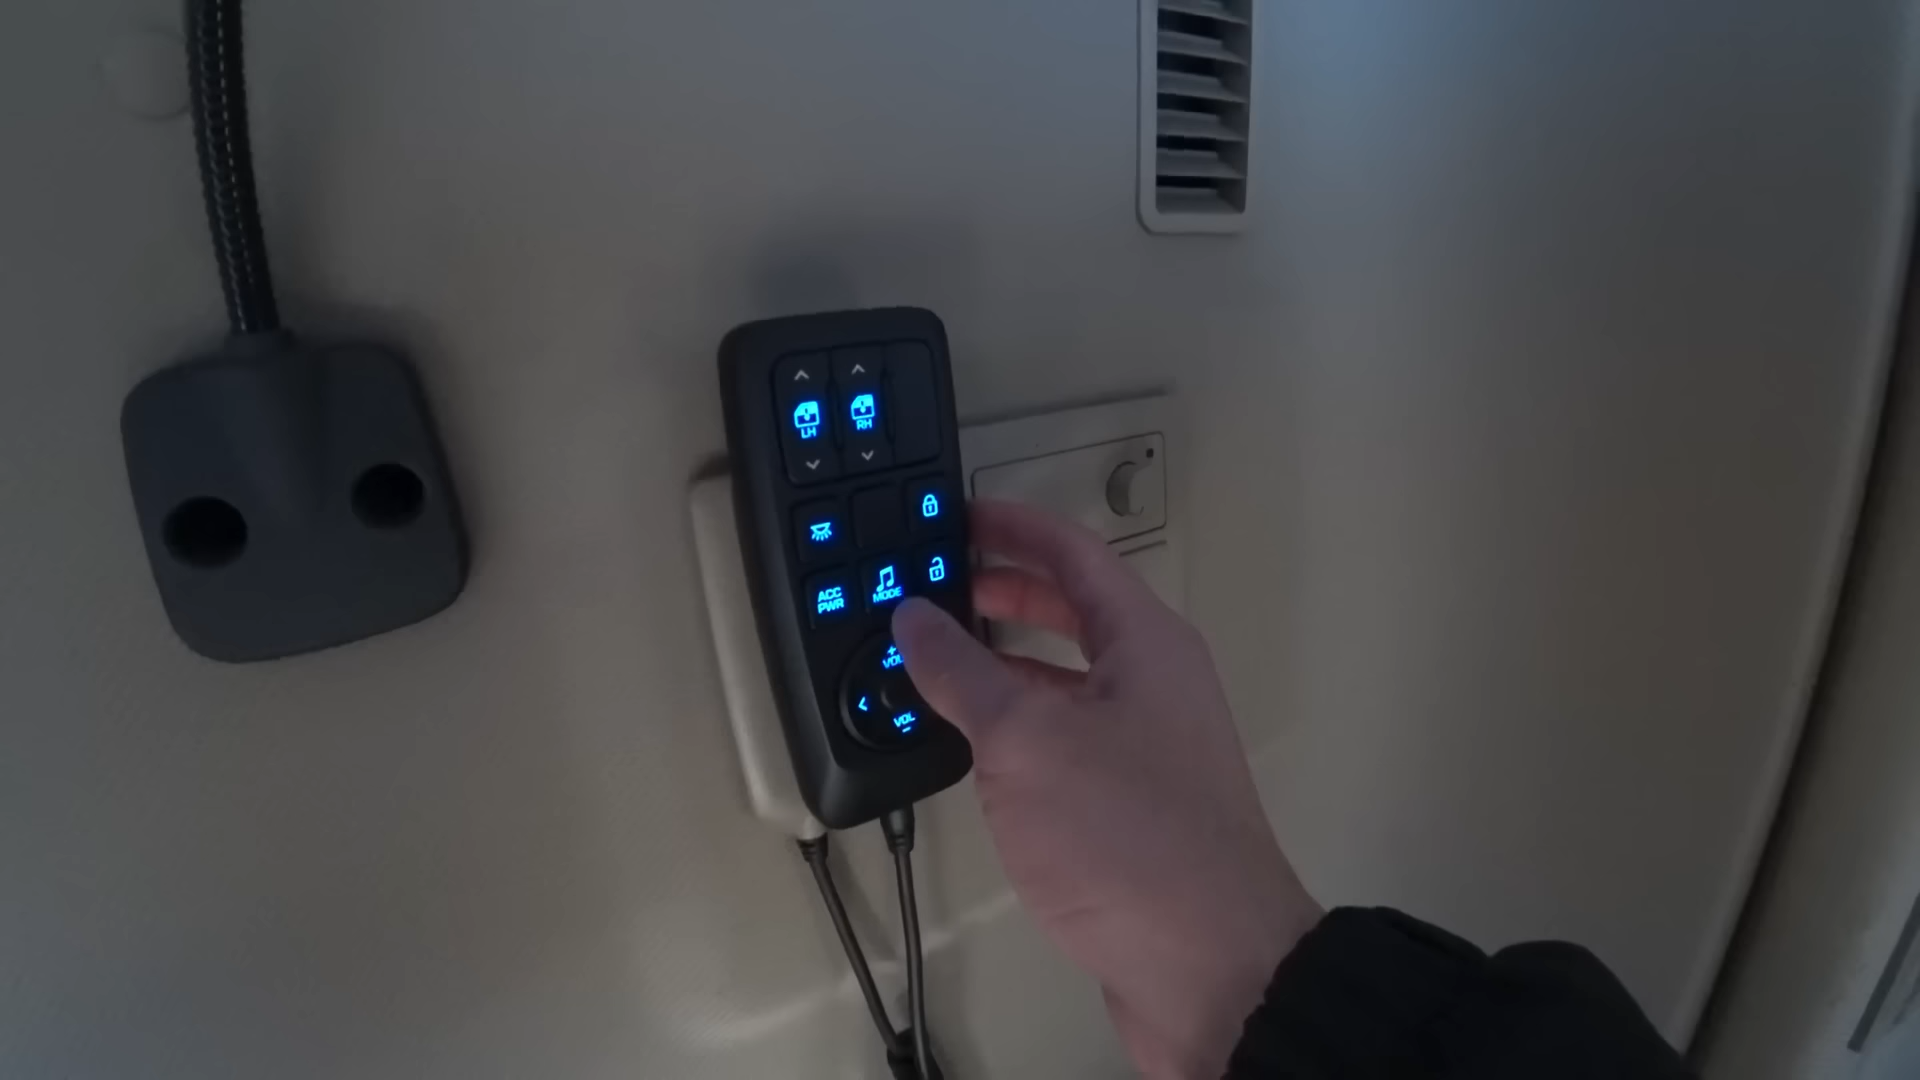 LH
RH
ACC
PWR
MODE
+
VOL
<
VOL
-